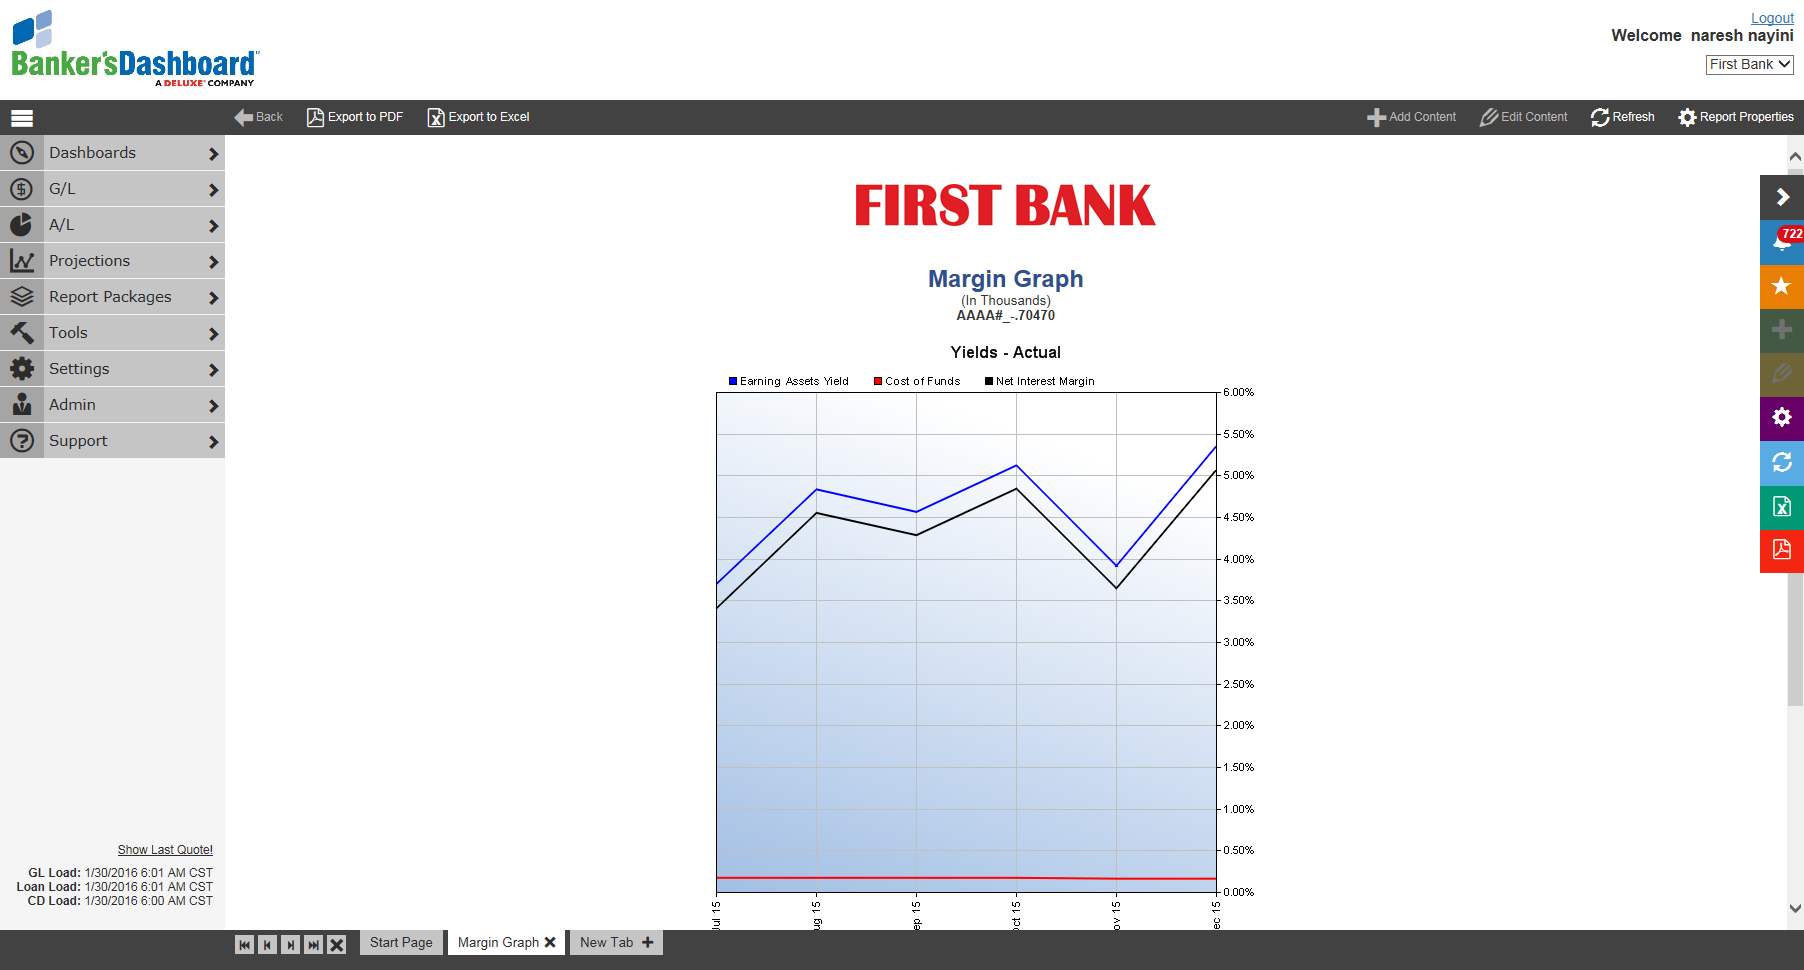 Logout
Welcome naresh nayini
First Bank
Banker'sDashboard
A DELUXE COMPANY
Back
Export to PDF
Export to Excel
Add Content
Edit Content
Refresh
Report Properties
Dashboards
G/L
A/L
Projections
Report Packages
Tools
Settings
Admin
Support
722
FIRST BANK
Margin Graph
(In Thousands)
AAAA#_-.70470
Yields - Actual
Earning Assets Yield
Cost of Funds
Net Interest Margin
6.00%
5.50%
5.00%
4.50%
4.00%
3.50%
3.00%
2.50%
2.00%
1.50%
1.00%
0.50%
0.00%
Jul 15
ug 15
ep 15
oct 15
ov 15
ec 15
Show Last Quote!
GL Load: 1/30/2016 6:01 AM CST
Loan Load: 1/30/2016 6:01 AM CST
CD Load: 1/30/2016 6:00 AM CST
Start Page
Margin Graph
New Tab